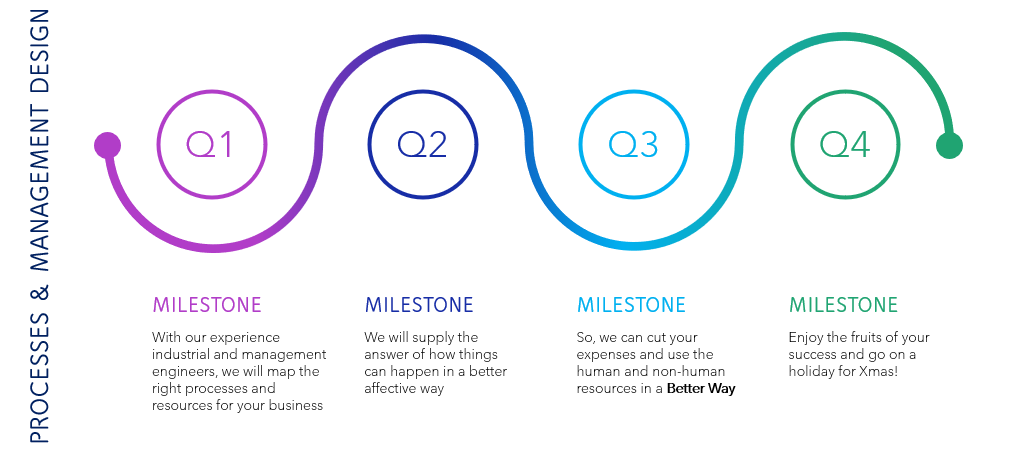 PROCESSES & MANAGEMENT DESIGN
Q1
Q2
Q3
Q4
MILESTONE
With our experience
industrial and management
engineers, we will map the
right processes and
resources for your business
MILESTONE
We will supply the
answer of how things
can happen in a better
affective way
MILESTONE
So, we can cut your
expenses and use the
human and non-human
resources in a Better Way
MILESTONE
Enjoy the fruits of your
success and go on a
holiday for Xmas!